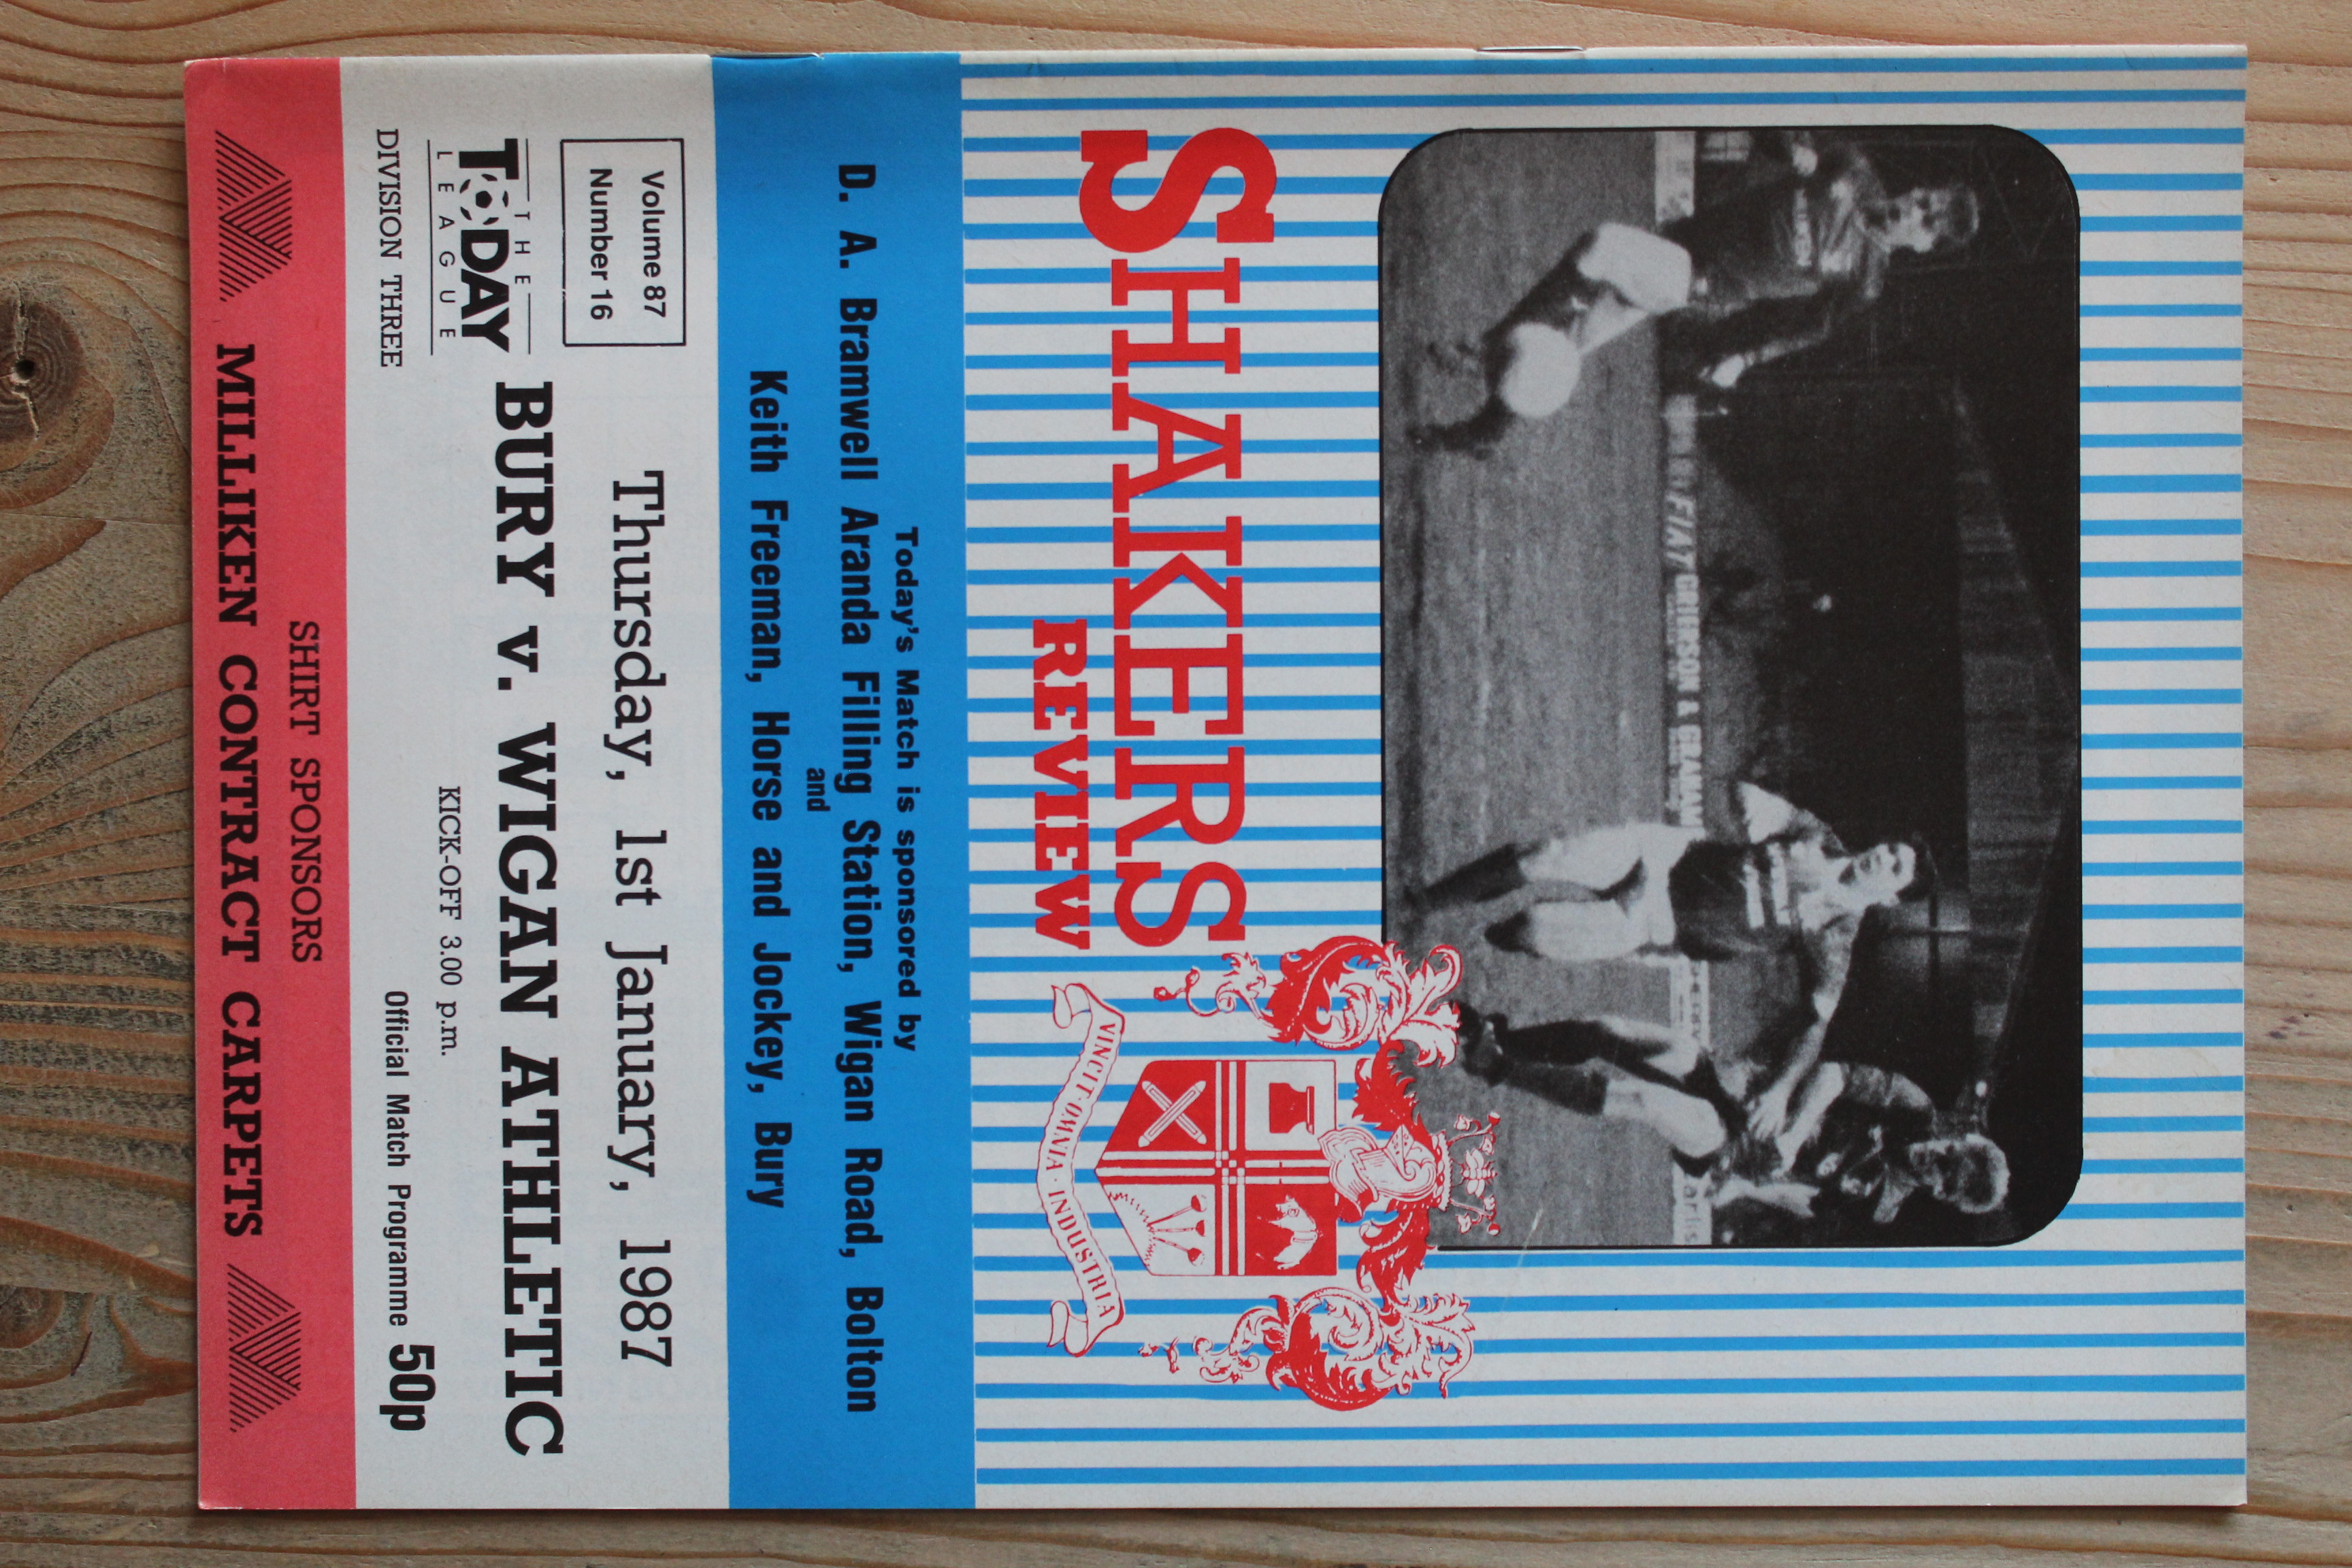 FIAT GRIERSON & GRAHAM
SHAKERS
REVIEW
VINCIT · OMNIA · INDUSTRIA
Today's Match is sponsored by
D. A. Bramwell Aranda Filling Station, Wigan Road, Bolton
and
Keith Freeman, Horse and Jockey, Bury
Volume 87
Number 16
Thursday, 1st January, 1987
THE
TODAY
LEAGUE
DIVISION THREE
BURY v. WIGAN ATHLETIC
KICK-OFF 3.00 p.m.
Official Match Programme 50p
SHIRT SPONSORS
MILLIKEN CONTRACT CARPETS